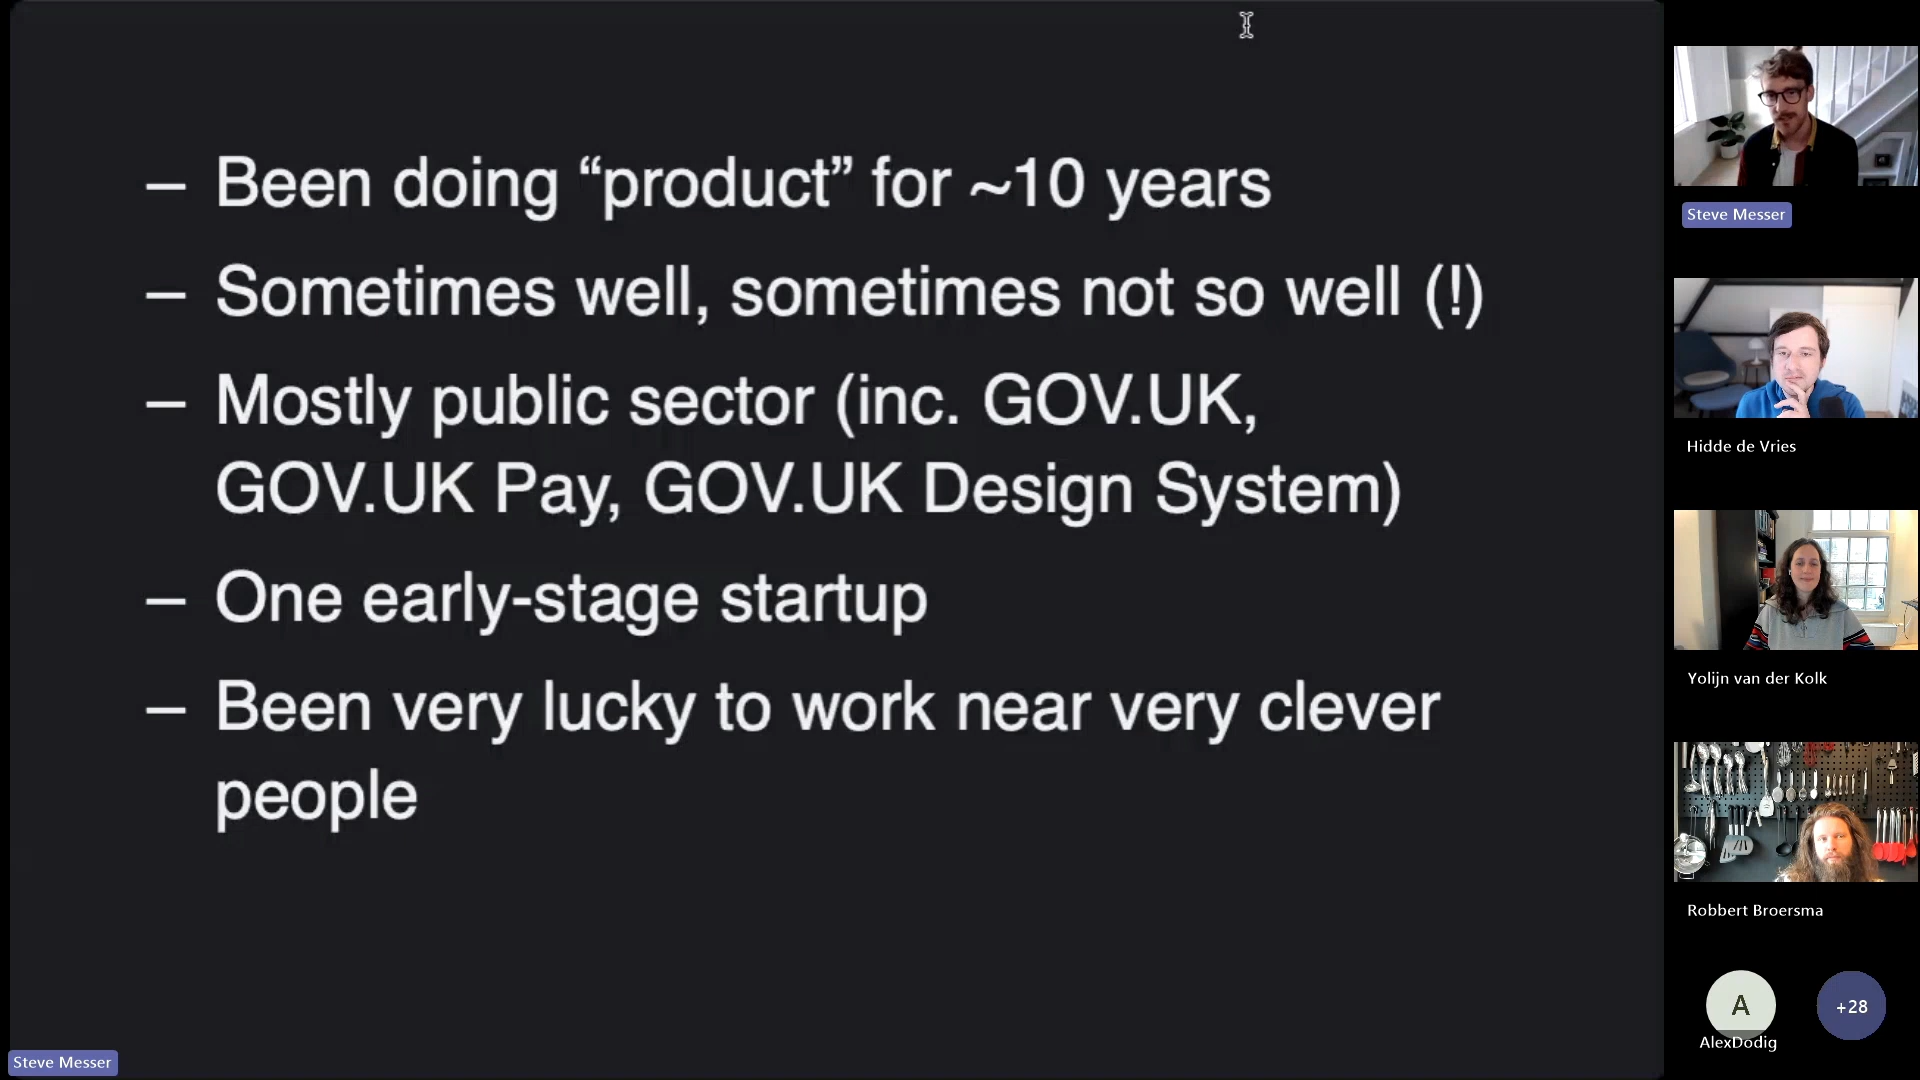 – Been doing “product” for ~10 years
– Sometimes well, sometimes not so well (!)
– Mostly public sector (inc. GOV.UK,
GOV.UK Pay, GOV.UK Design System)
– One early-stage startup
– Been very lucky to work near very clever
people
Steve Messer
Steve Messer
Hidde de Vries
Yolijn van der Kolk
Robbert Broersma
A
AlexDodig
+28